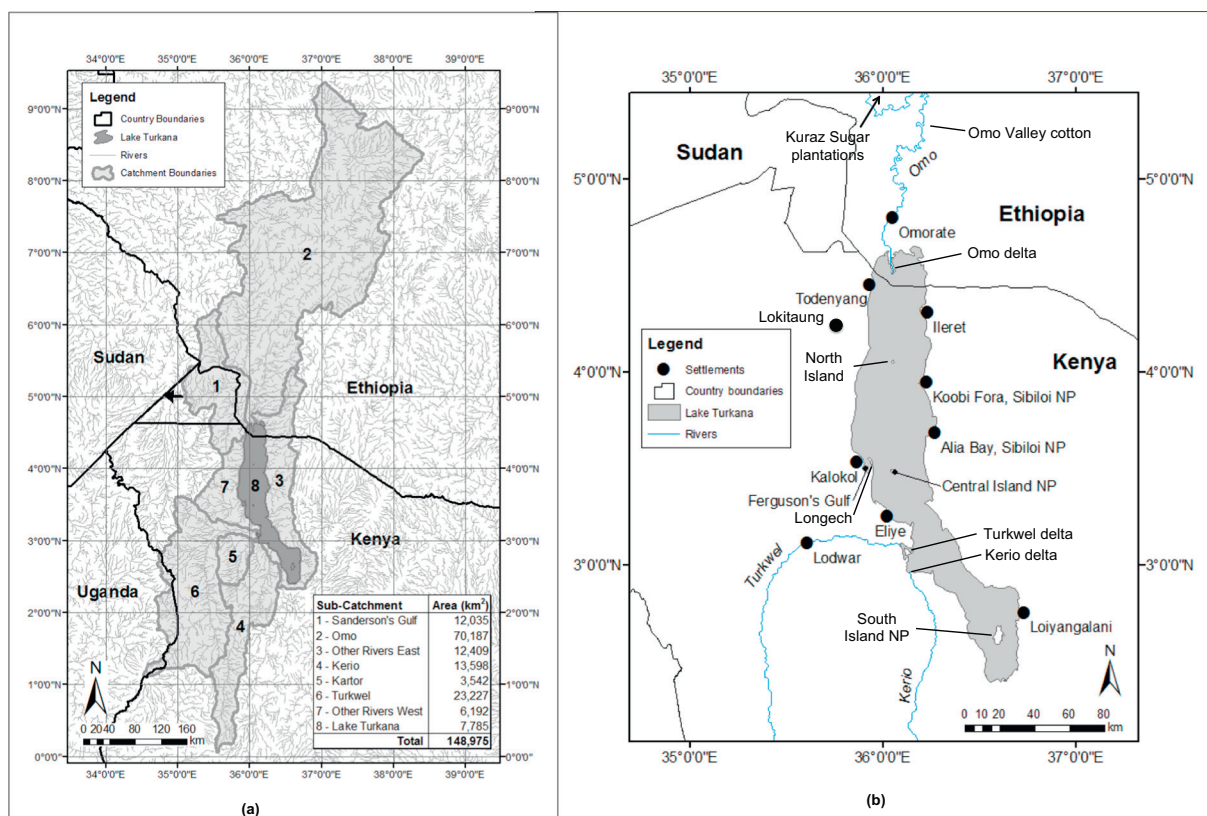 34°0'0"E 35°0'0"E 36°0'0"E 37°0'0"E 38°0'0"E 39°0'0"E
9°0'0"N
8°0'0"N
7°0'0"N
6°0'0"N
5°0'0"N
4°0'0"N
3°0'0"N
2°0'0"N
1°0'0"N
0°0'0"N
Legend
Country Boundaries
Lake Turkana
Rivers
Catchment Boundaries
2
Sudan
1
Ethiopia
7
8
3
Kenya
5
6
Uganda
4
N
0 20 40 80 120 160
km
Sub-Catchment Area (km²)
1 - Sanderson's Gulf 12,035
2 - Omo 70,187
3 - Other Rivers East 12,409
4 - Kerio 13,598
5 - Kartor 3,542
6 - Turkwel 23,227
7 - Other Rivers West 6,192
8 - Lake Turkana 7,785
Total 148,975
9°0'0"N
8°0'0"N
7°0'0"N
6°0'0"N
5°0'0"N
4°0'0"N
3°0'0"N
2°0'0"N
1°0'0"N
0°0'0"N
34°0'0"E 35°0'0"E 36°0'0"E 37°0'0"E 38°0'0"E 39°0'0"E
(a)
35°0'0"E 36°0'0"E 37°0'0"E
5°0'0"N
4°0'0"N
3°0'0"N
Kuraz Sugar
plantations
Omo Valley cotton
Sudan
Omo
Ethiopia
Omorate
Omo delta
Todenyang
Lokitaung
Ileret
North
Island
Kenya
Legend
Settlements
Country boundaries
Lake Turkana
Rivers
Koobi Fora, Sibiloi NP
Alia Bay, Sibiloi NP
Kalokol
Central Island NP
Ferguson's Gulf
Longech
Eliye
Turkwel delta
Turkwel
Lodwar
Kerio delta
South
Island NP
Loiyangalani
Kerio
N
0 10 20 40 60 80
km
5°0'0"N
4°0'0"N
3°0'0"N
35°0'0"E 36°0'0"E 37°0'0"E
(b)